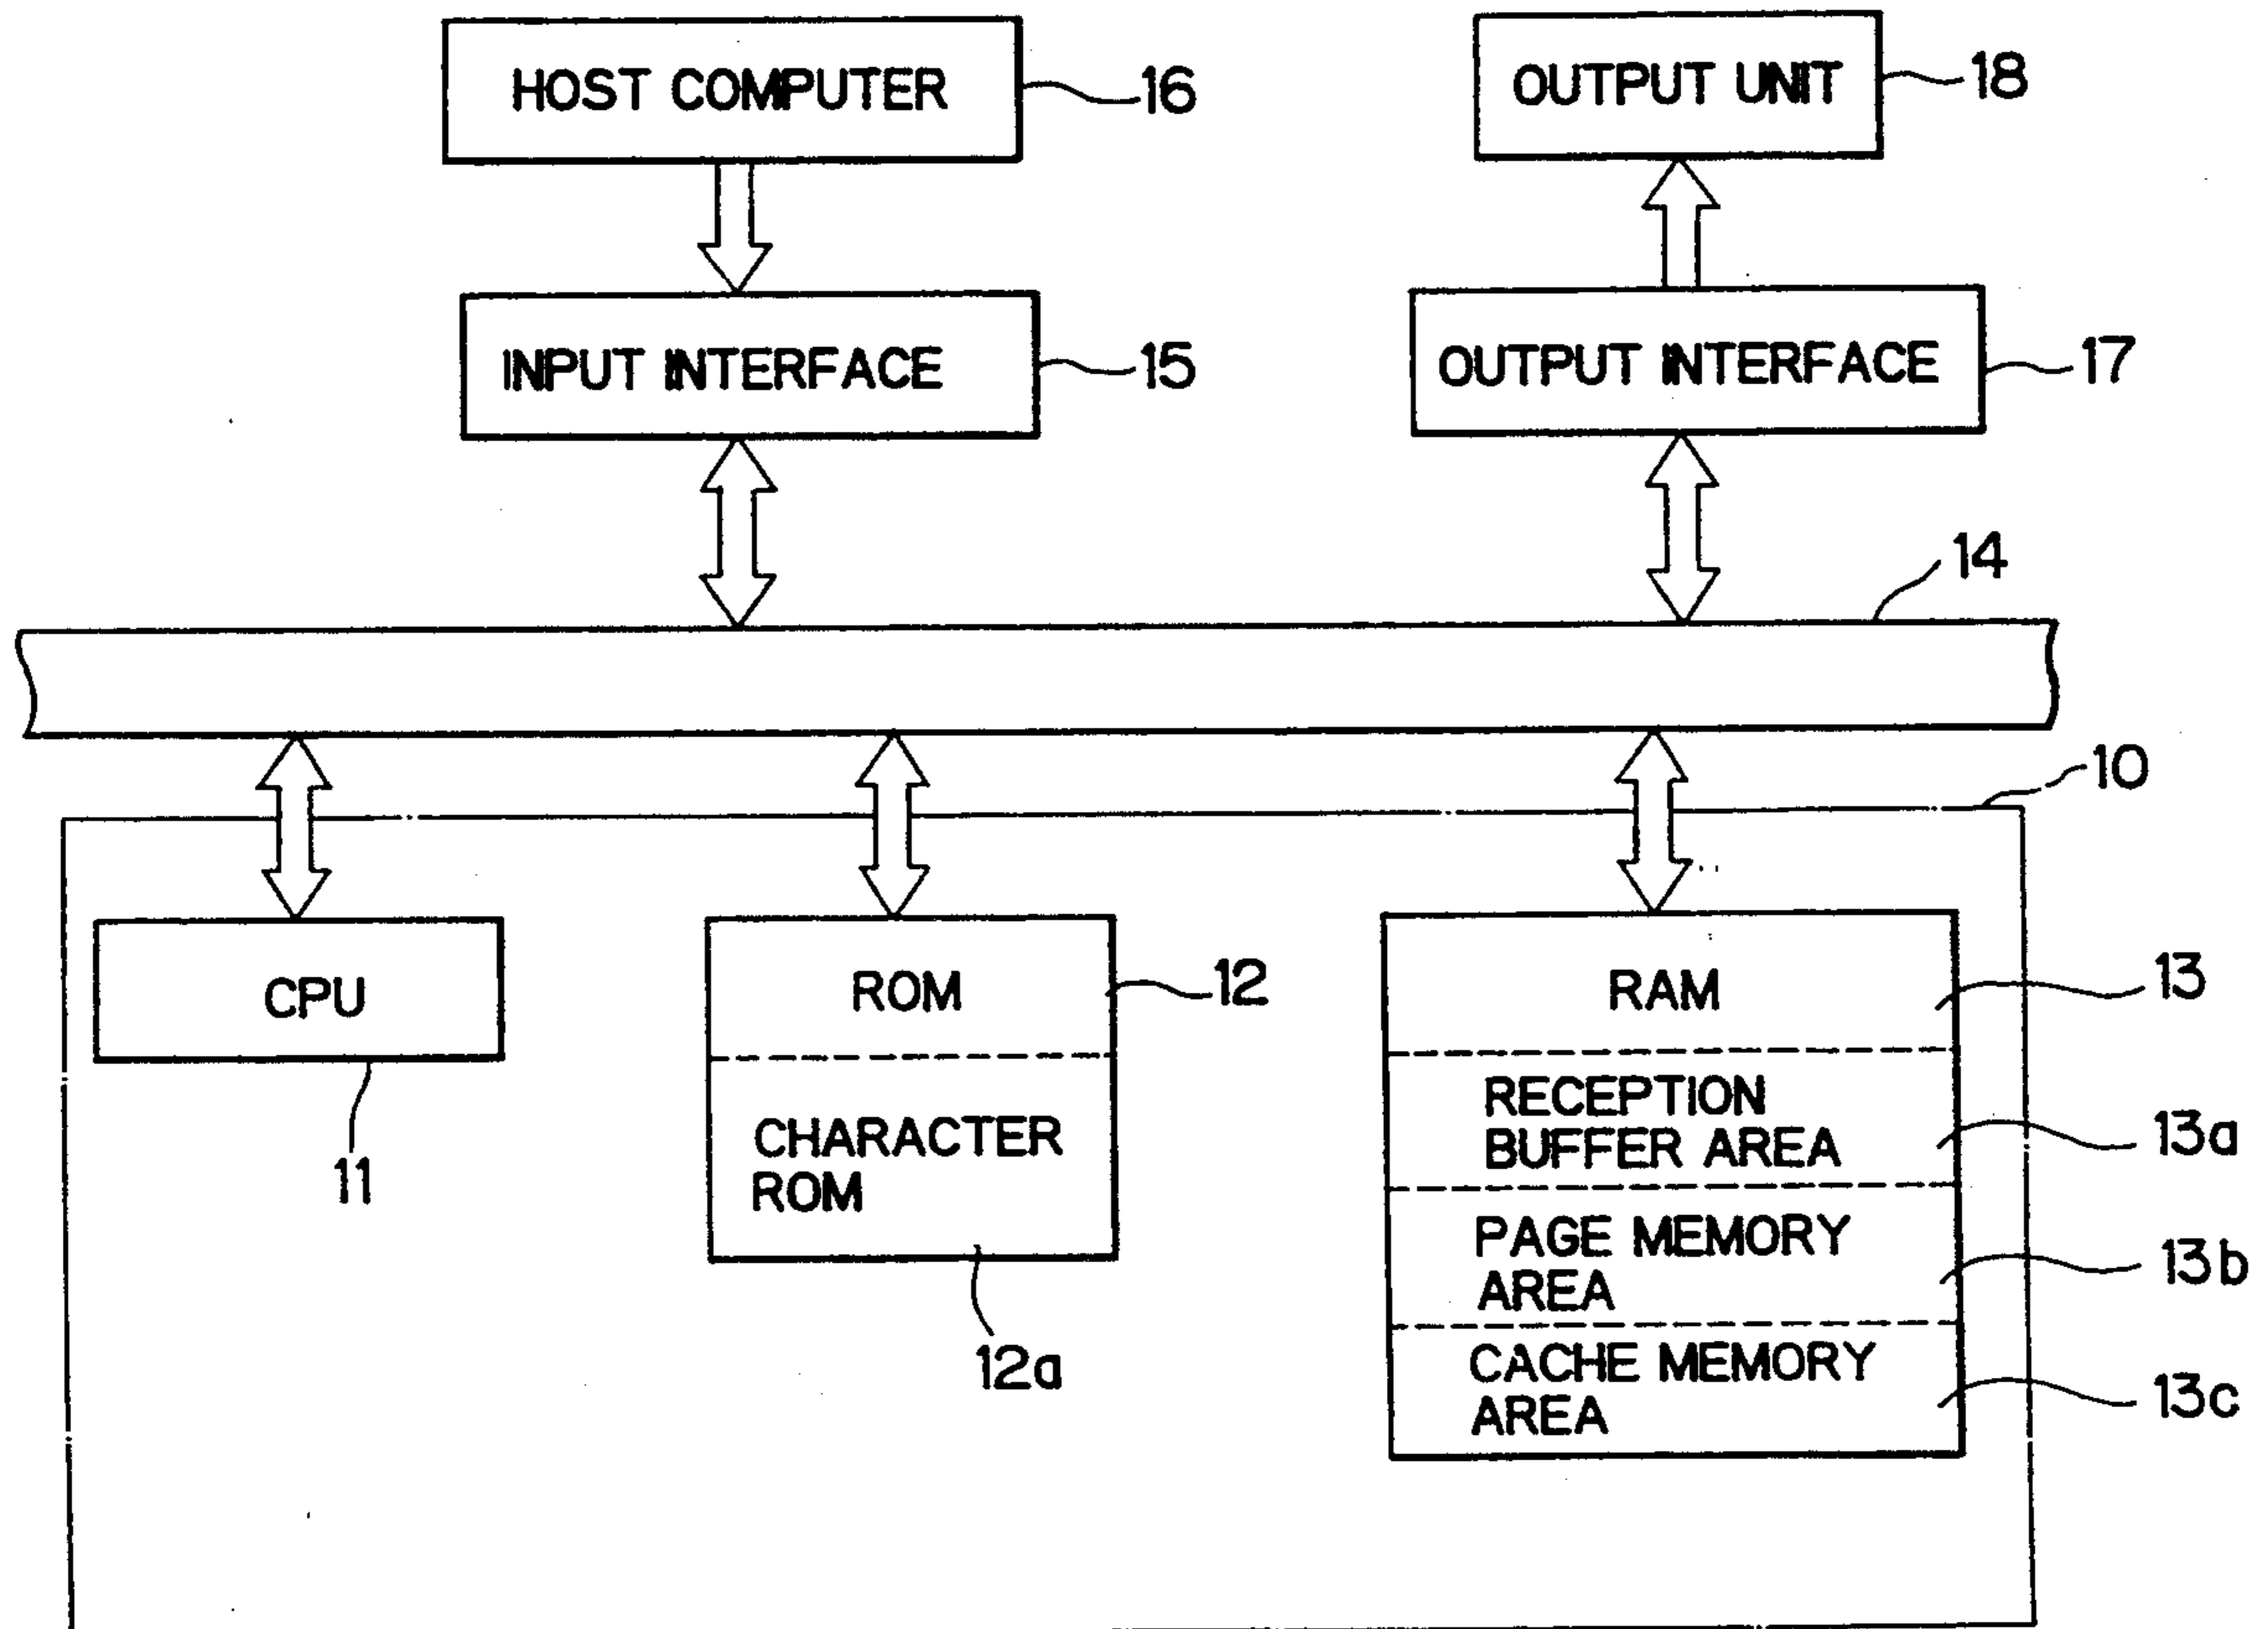 HOST COMPUTER
16
OUTPUT UNIT
18
INPUT INTERFACE
15
OUTPUT INTERFACE
17
14
10
CPU
11
ROM
12
CHARACTER
ROM
12a
RAM
13
RECEPTION
BUFFER AREA
13a
PAGE MEMORY
AREA
13b
CACHE MEMORY
AREA
13c